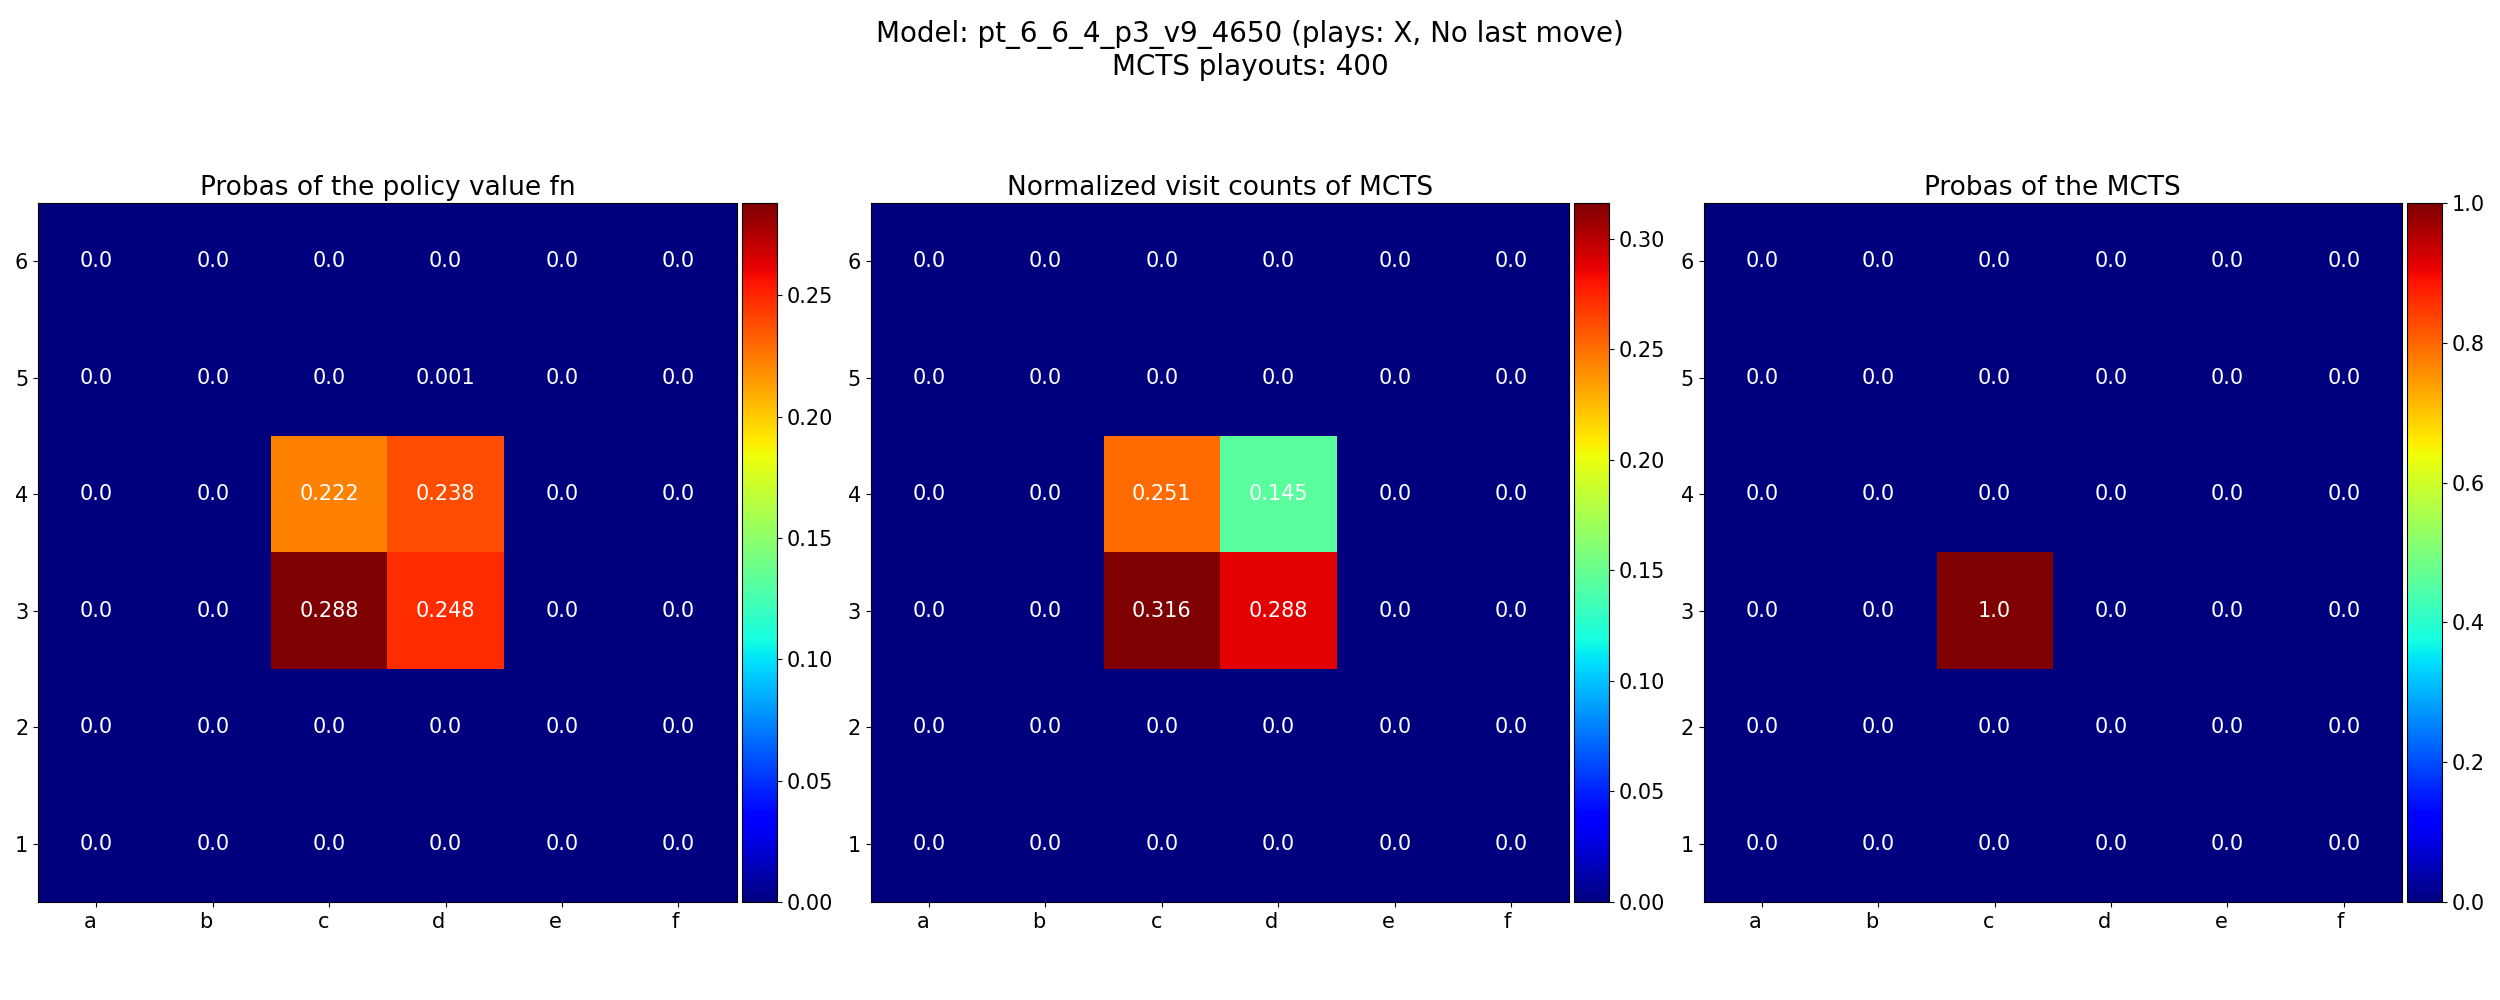 Model: pt_6_6_4_p3_v9_4650 (plays: X, No last move)
MCTS playouts: 400
Probas of the policy value fn
6 0.0 0.0 0.0 0.0 0.0 0.0
5 0.0 0.0 0.0 0.001 0.0 0.0
4 0.0 0.0 0.222 0.238 0.0 0.0
3 0.0 0.0 0.288 0.248 0.0 0.0
2 0.0 0.0 0.0 0.0 0.0 0.0
1 0.0 0.0 0.0 0.0 0.0 0.0
a b c d e f
0.25
0.20
0.15
0.10
0.05
0.00
Normalized visit counts of MCTS
6 0.0 0.0 0.0 0.0 0.0 0.0
5 0.0 0.0 0.0 0.0 0.0 0.0
4 0.0 0.0 0.251 0.145 0.0 0.0
3 0.0 0.0 0.316 0.288 0.0 0.0
2 0.0 0.0 0.0 0.0 0.0 0.0
1 0.0 0.0 0.0 0.0 0.0 0.0
a b c d e f
0.30
0.25
0.20
0.15
0.10
0.05
0.00
Probas of the MCTS
6 0.0 0.0 0.0 0.0 0.0 0.0
5 0.0 0.0 0.0 0.0 0.0 0.0
4 0.0 0.0 0.0 0.0 0.0 0.0
3 0.0 0.0 1.0 0.0 0.0 0.0
2 0.0 0.0 0.0 0.0 0.0 0.0
1 0.0 0.0 0.0 0.0 0.0 0.0
a b c d e f
1.0
0.8
0.6
0.4
0.2
0.0